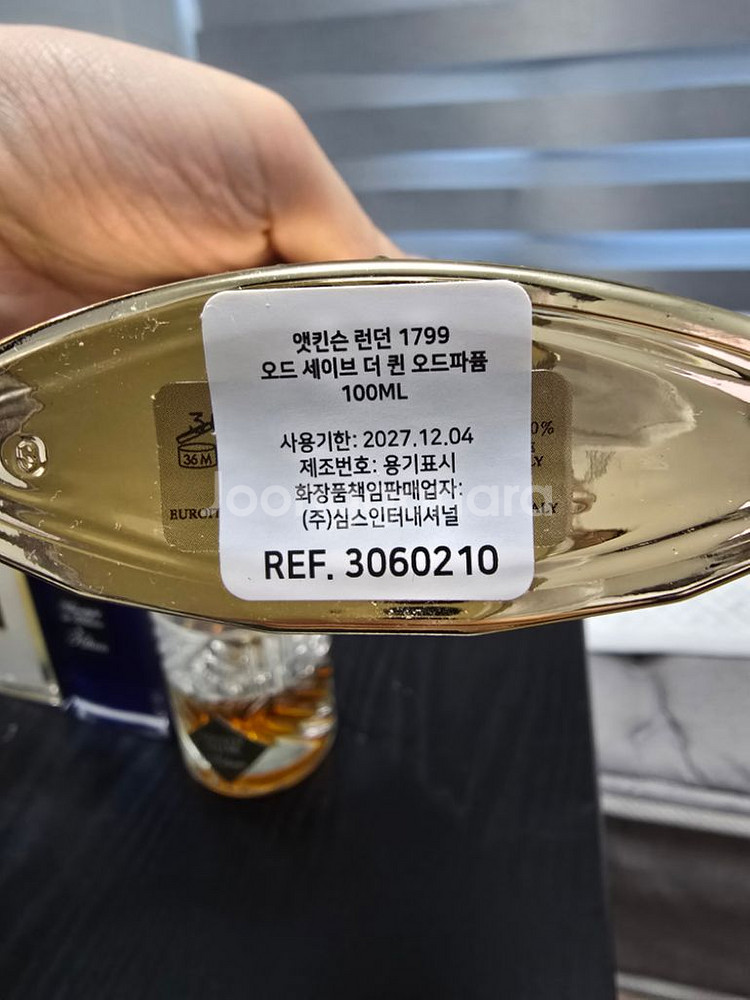 앳킨슨 런던 1799
오드 세이브 더 퀸 오드파퓸
100ML
사용기한: 2027.12.04
제조번호: 용기표시
화장품책임판매업자:
(주)심스인터내셔널
REF. 3060210
36 M